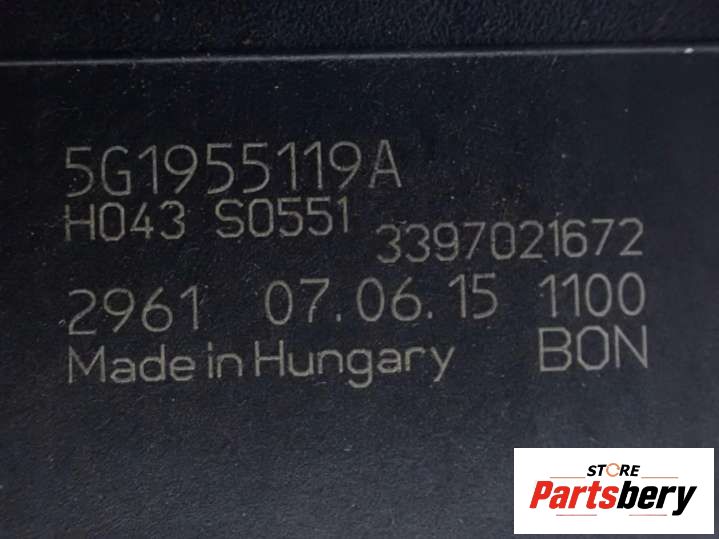 5G1955119A
H043 S0551
3397021672
2961 07.06.15 1100
Made in Hungary BON
STORE
Partsbery